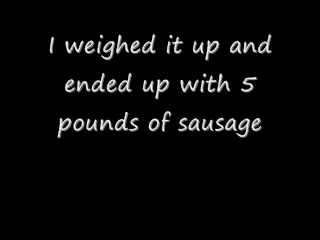 I weighed it up and
ended up with 5
pounds of sausage